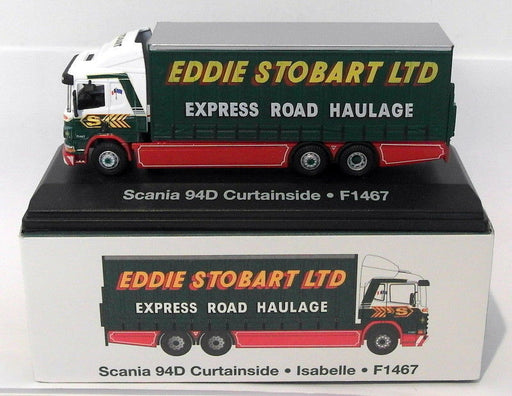 EDDIE STOBART LTD
EXPRESS ROAD HAULAGE
S
Scania 94D Curtainside • F1467
EDDIE STOBART LTD
EXPRESS ROAD HAULAGE
S
Scania 94D Curtainside • Isabelle • F1467